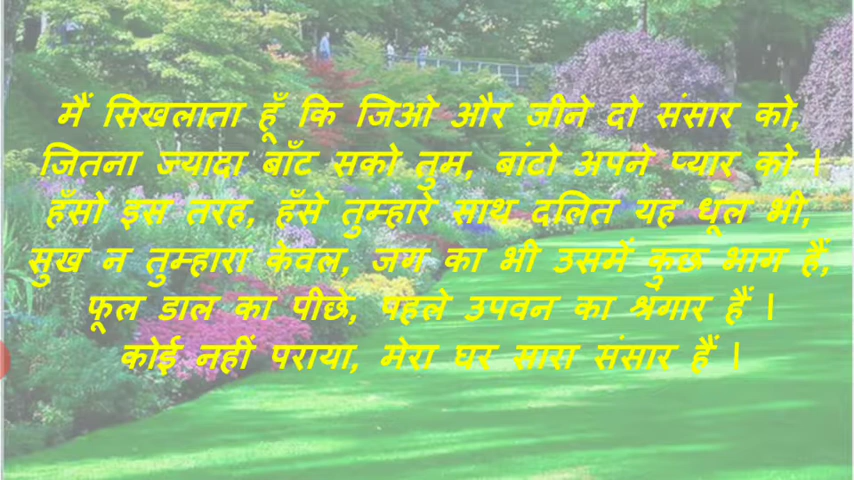 मैं सिखलाता हूँ कि जिओ और जीने दो संसार को,
जितना ज्यादा बाँट सको तुम, बांटो अपने प्यार को |
हँसो इस तरह, हँसे तुम्हारे साथ दलित यह धूल भी,
सुख न तुम्हारा केवल, जग का भी उसमें कुछ भाग हैं,
फूल डाल का पीछे, पहले उपवन का श्रंगार हैं |
कोई नहीं पराया, मेरा घर सारा संसार हैं |